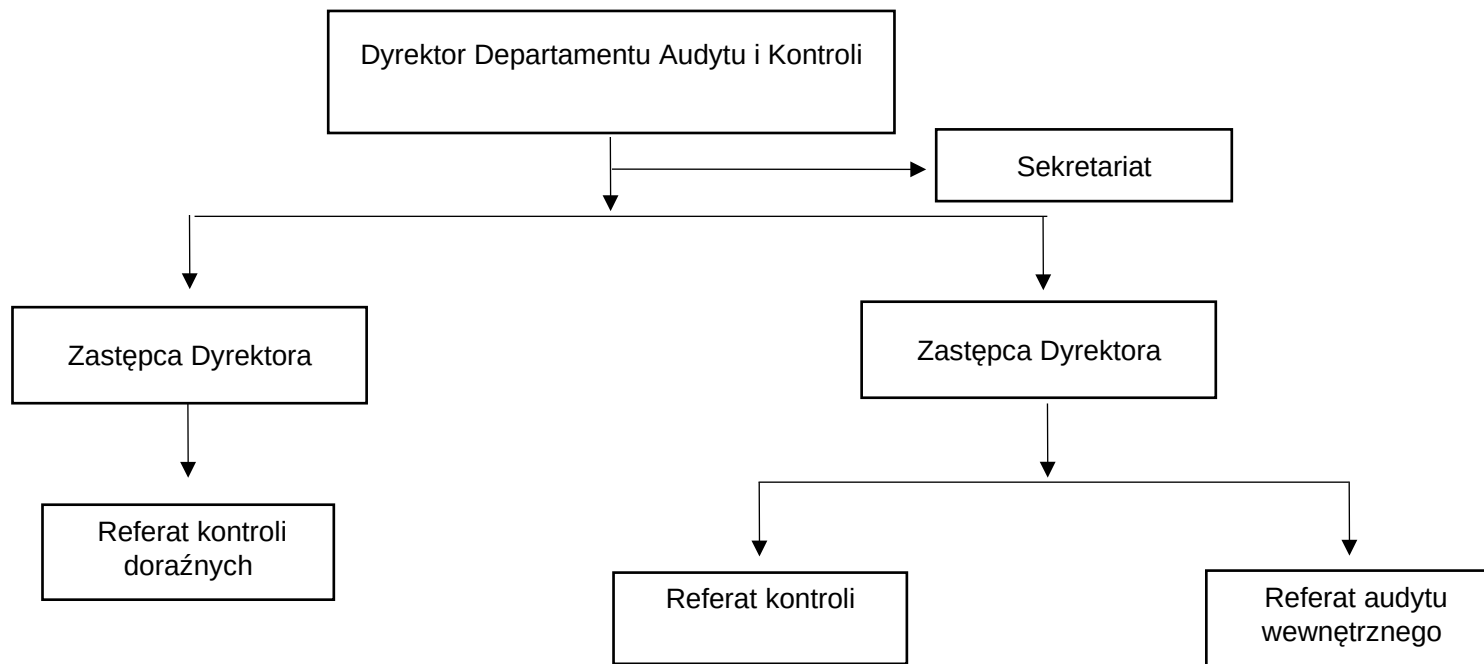 Dyrektor Departamentu Audytu i Kontroli
Sekretariat
Zastępca Dyrektora
Zastępca Dyrektora
Referat kontroli
doraźnych
Referat kontroli
Referat audytu
wewnętrznego